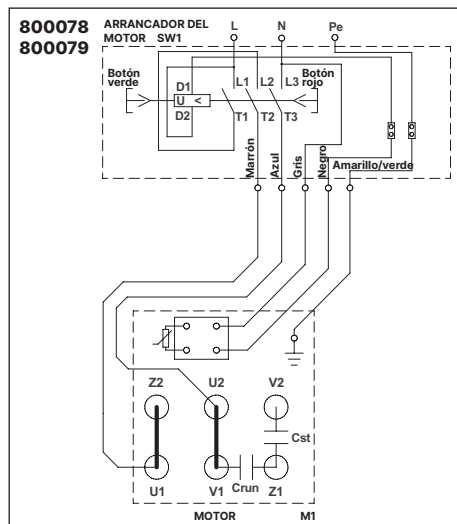 800078
800079
ARRANCADOR DEL
MOTOR SW1
L
N
Pe
Botón
verde
D1
U <
D2
L1
L2
L3
Botón
rojo
T1
T2
T3
Marrón
Azul
Gris
Negro
Amarillo/verde
Z2
U2
V2
Cst
Crun
U1
V1
Z1
MOTOR
M1